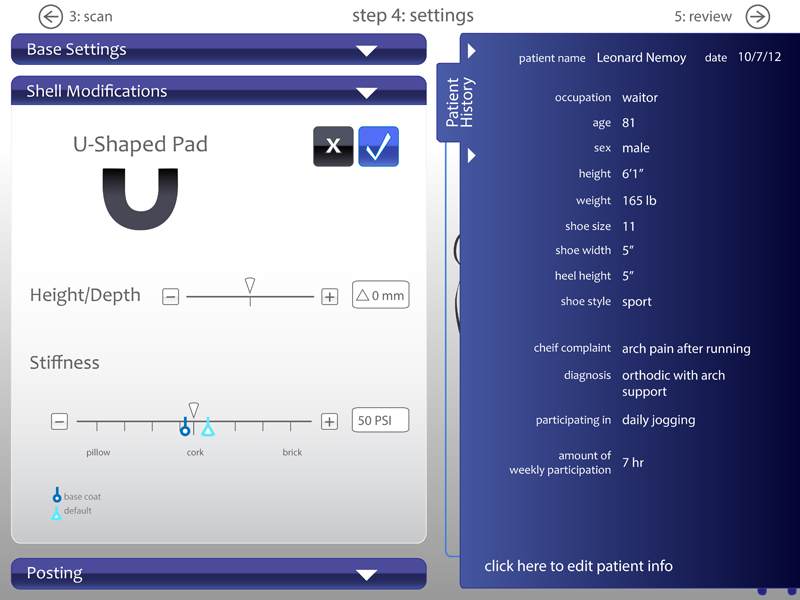 3: scan
step 4: settings
5: review
Base Settings
Shell Modifications
U-Shaped Pad
X
Height/Depth
0 mm
Stiffness
50 PSI
pillow cork brick
base coat
default
Posting
Patient
History
patient name Leonard Nemoy date 10/7/12
occupation waitor
age 81
sex male
height 6'1"
weight 165 lb
shoe size 11
shoe width 5"
heel height 5"
shoe style sport
cheif complaint arch pain after running
diagnosis orthodic with arch
support
participating in daily jogging
amount of
weekly participation 7 hr
click here to edit patient info